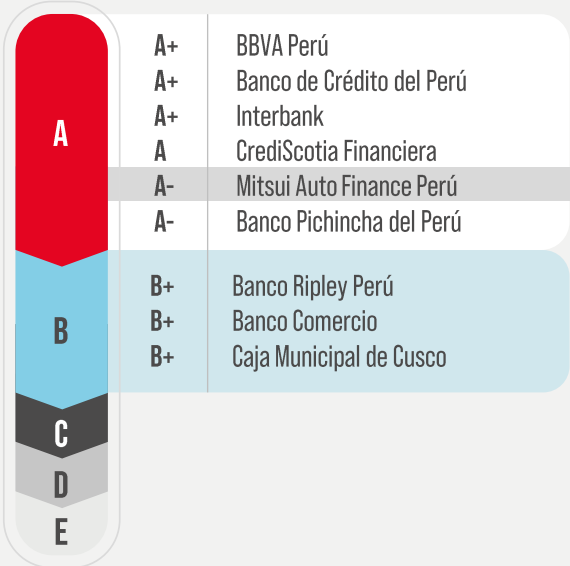 A
A+ BBVA Perú
A+ Banco de Crédito del Perú
A+ Interbank
A CrediScotia Financiera
A- Mitsui Auto Finance Perú
A- Banco Pichincha del Perú
B
B+ Banco Ripley Perú
B+ Banco Comercio
B+ Caja Municipal de Cusco
C
D
E